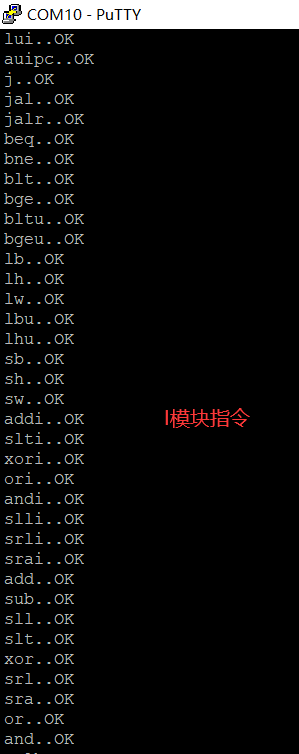 COM10 - PuTTY
lui..OK
auipc..OK
j..OK
jal..OK
jalr..OK
beq..OK
bne..OK
blt..OK
bge..OK
bltu..OK
bgeu..OK
lb..OK
lh..OK
lw..OK
lbu..OK
lhu..OK
sb..OK
sh..OK
sw..OK
addi..OK I模块指令
slti..OK
xori..OK
ori..OK
andi..OK
slli..OK
srli..OK
srai..OK
add..OK
sub..OK
sll..OK
slt..OK
xor..OK
srl..OK
sra..OK
or..OK
and..OK